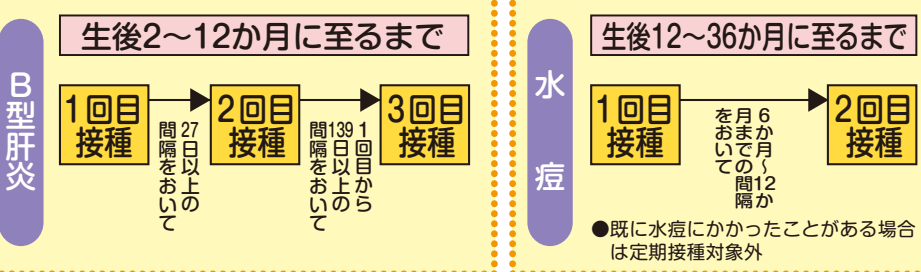 B型肝炎
生後2～12か月に至るまで
1回目
接種
27日以上の
間隔をおいて
2回目
接種
1回目から
139日以上の
間隔をおいて
3回目
接種
水痘
生後12～36か月に至るまで
1回目
接種
6か月～12か
月までの間隔
をおいて
2回目
接種
●既に水痘にかかったことがある場合
は定期接種対象外